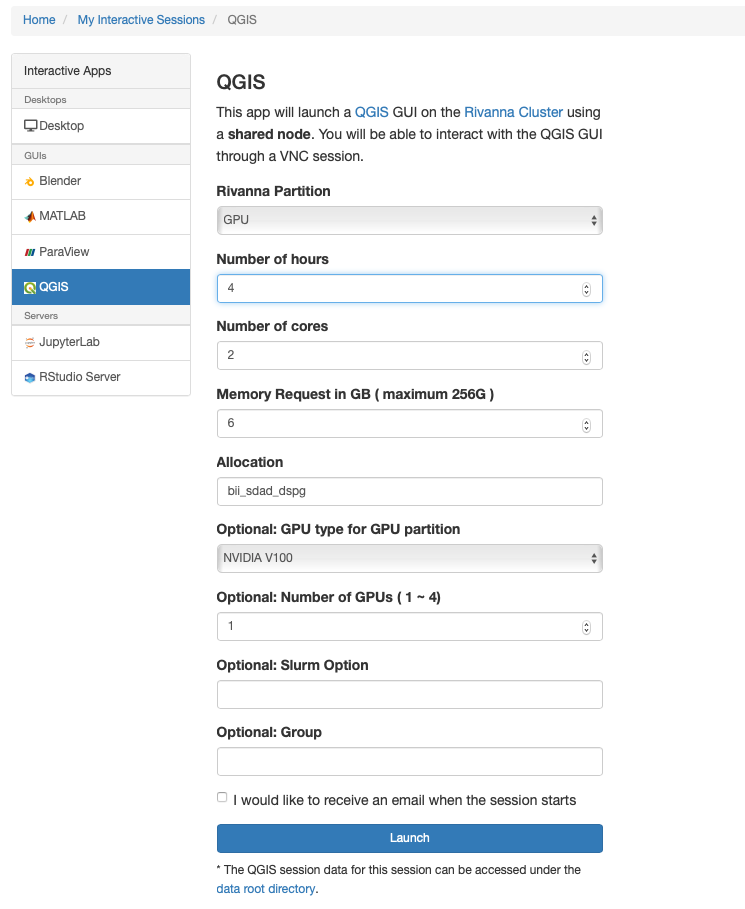 Home / My Interactive Sessions / QGIS
Interactive Apps
Desktops
Desktop
GUIs
Blender
MATLAB
ParaView
QGIS
Servers
JupyterLab
RStudio Server
QGIS
This app will launch a QGIS GUI on the Rivanna Cluster using
a shared node. You will be able to interact with the QGIS GUI
through a VNC session.
Rivanna Partition
GPU
Number of hours
4
Number of cores
2
Memory Request in GB ( maximum 256G )
6
Allocation
bii_sdad_dspg
Optional: GPU type for GPU partition
NVIDIA V100
Optional: Number of GPUs ( 1 ~ 4)
1
Optional: Slurm Option
Optional: Group
I would like to receive an email when the session starts
Launch
* The QGIS session data for this session can be accessed under the
data root directory.